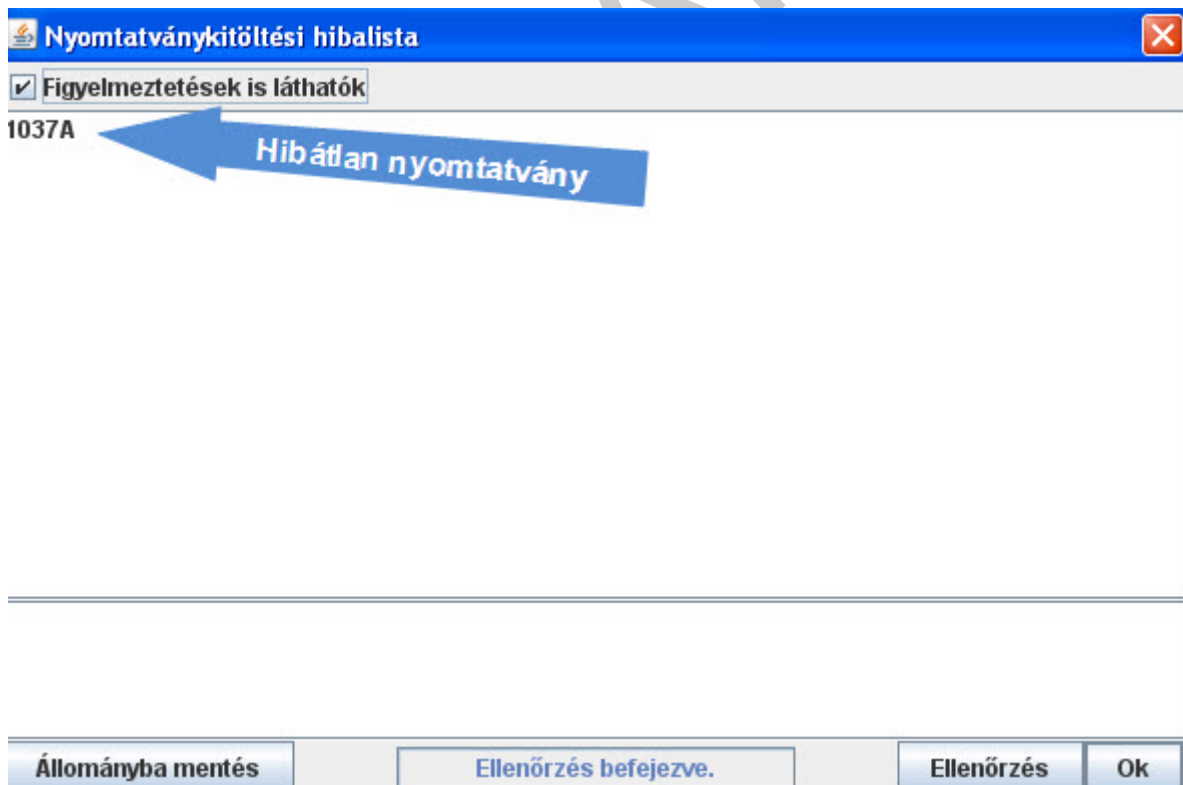 Nyomtatványkitöltési hibalista
Figyelmeztetések is láthatók
1037A
Hibátlan nyomtatvány
Állományba mentés
Ellenőrzés befejezve.
Ellenőrzés
Ok